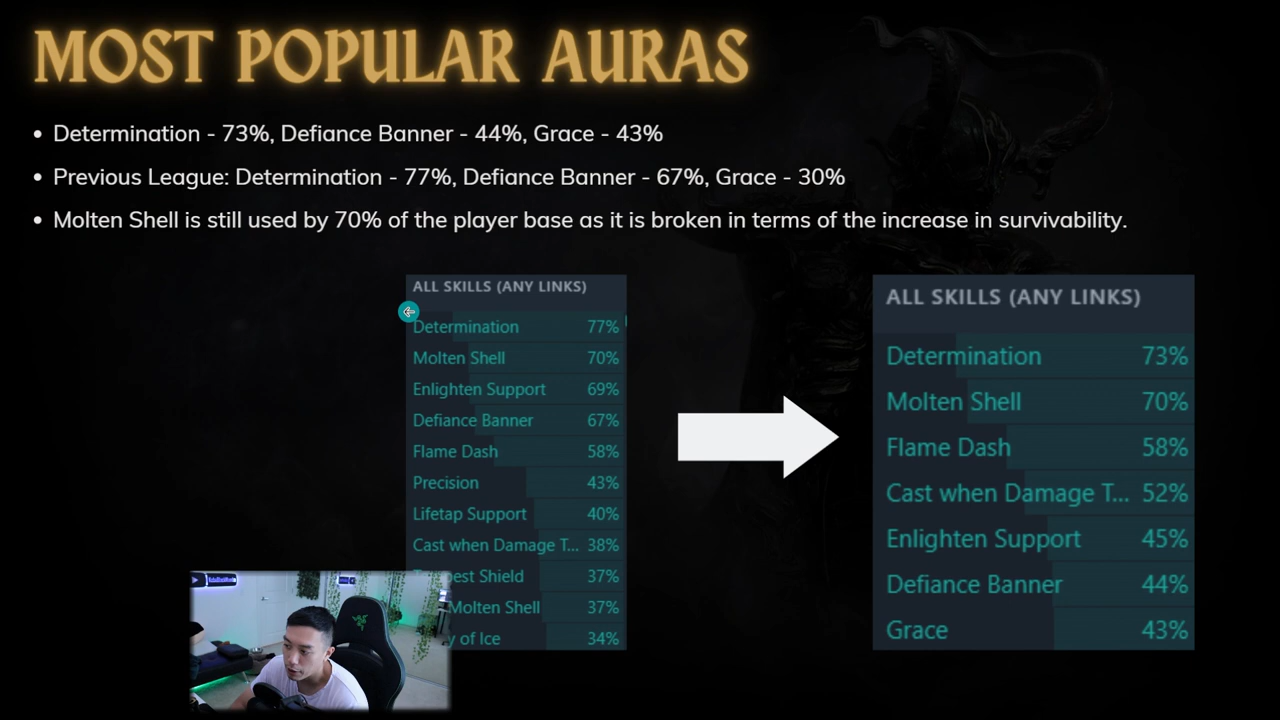 MOST POPULAR AURAS
• Determination - 73%, Defiance Banner - 44%, Grace - 43%
• Previous League: Determination - 77%, Defiance Banner - 67%, Grace - 30%
• Molten Shell is still used by 70% of the player base as it is broken in terms of the increase in survivability.
ALL SKILLS (ANY LINKS)
Determination 77%
Molten Shell 70%
Enlighten Support 69%
Defiance Banner 67%
Flame Dash 58%
Precision 43%
Lifetap Support 40%
Cast when Damage T... 38%
Shield 37%
Molten Shell 37%
of Ice 34%
ALL SKILLS (ANY LINKS)
Determination 73%
Molten Shell 70%
Flame Dash 58%
Cast when Damage T... 52%
Enlighten Support 45%
Defiance Banner 44%
Grace 43%